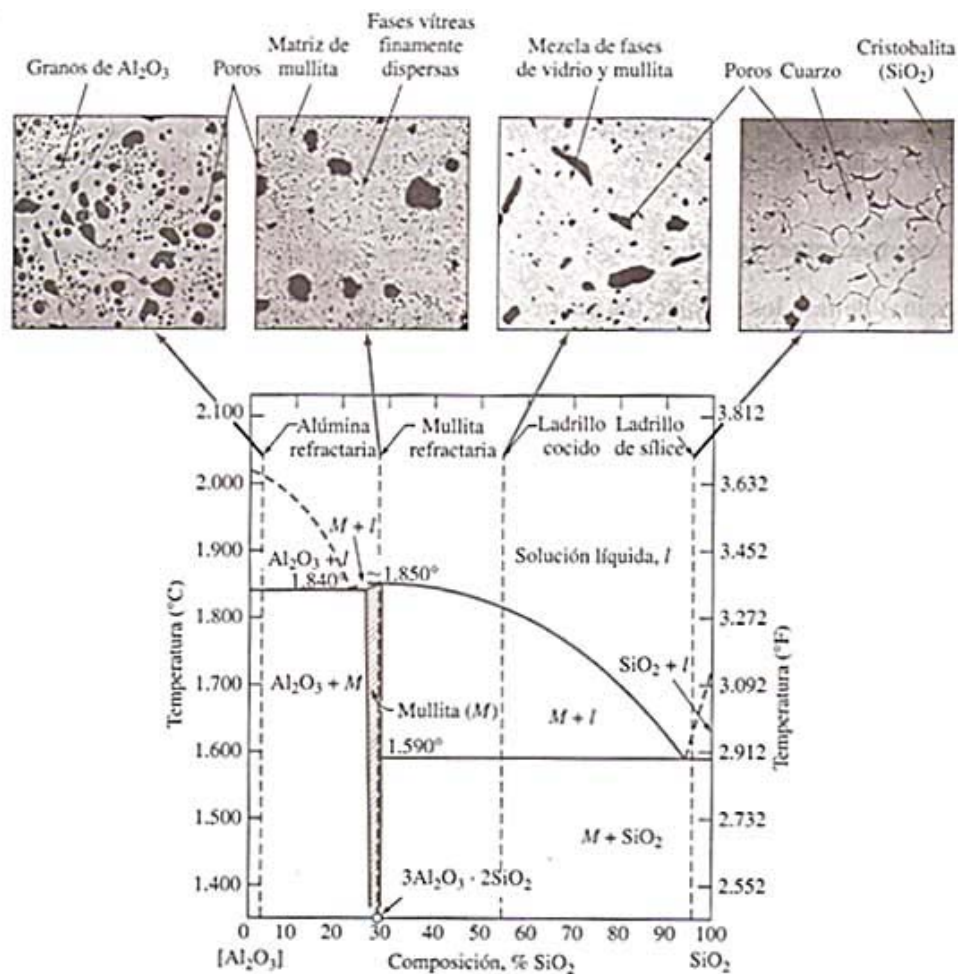 Granos de Al₂O₃
Poros
Matriz de
mullita
Fases vítreas
finamente
dispersas
Mezcla de fases
de vidrio y mullita
Poros Cuarzo
Cristobalita
(SiO₂)
2.100
2.000
1.900
1.800
1.700
1.600
1.500
1.400
Temperatura (°C)
Alúmina
refractaria
Mullita
refractaria
Ladrillo
cocido
Ladrillo
de sílice
M + l
Al₂O₃ + l
1.840°
~1.850°
Solución líquida, l
SiO₂ + l
Al₂O₃ + M
Mullita (M)
M + l
1.590°
M + SiO₂
3Al₂O₃ · 2SiO₂
3.812
3.632
3.452
3.272
3.092
2.912
2.732
2.552
Temperatura (°F)
0 10 20 30 40 50 60 70 80 90 100
[Al₂O₃] Composición, % SiO₂ SiO₂